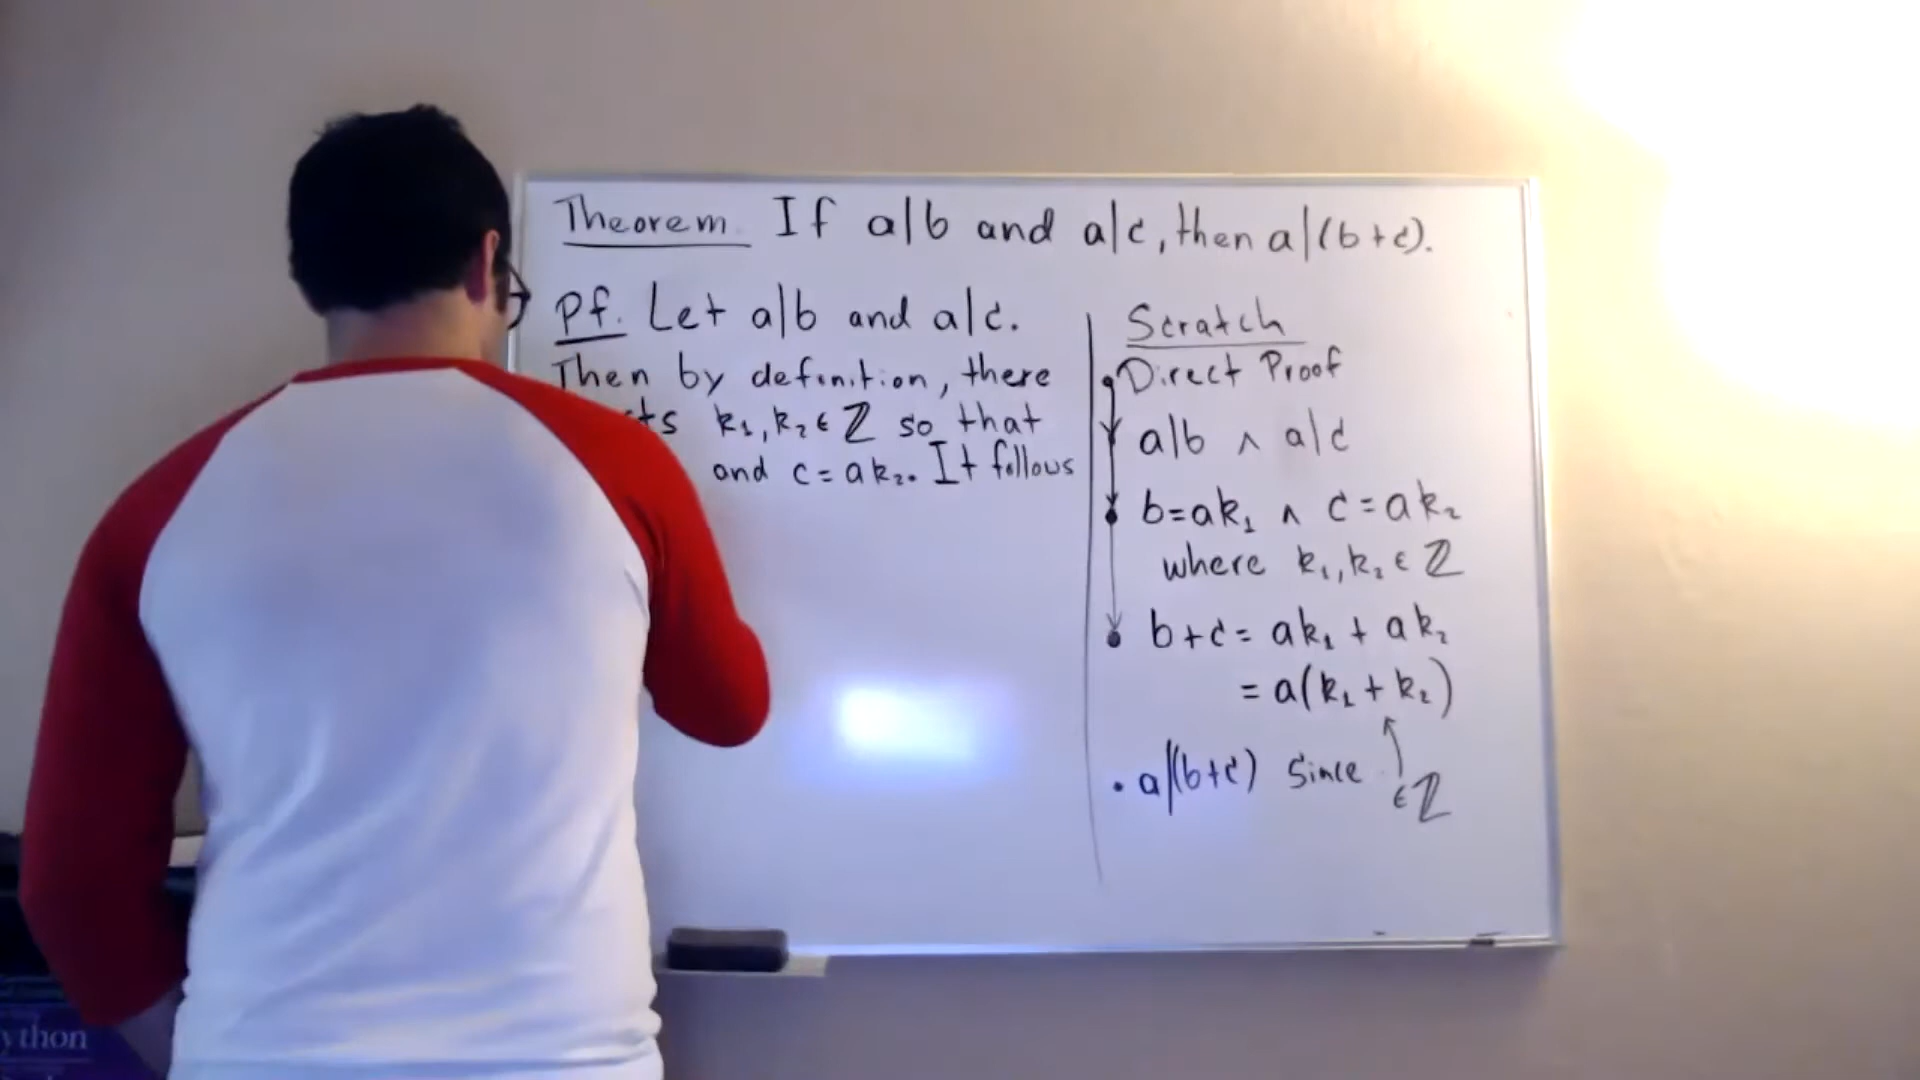 Theorem If a|b and a|c, then a|(b+c).
Pf. Let a|b and a|c.
Then by definition, there
k₁, k₂ ∈ ℤ so that
and c = ak₂. It follows
Scratch
Direct Proof
a|b ∧ a|c
b=ak₁ ∧ c=ak₂
where k₁, k₂ ∈ ℤ
b+c = ak₁ + ak₂
= a(k₁ + k₂)
• a|(b+c) since
∈ ℤ
ython